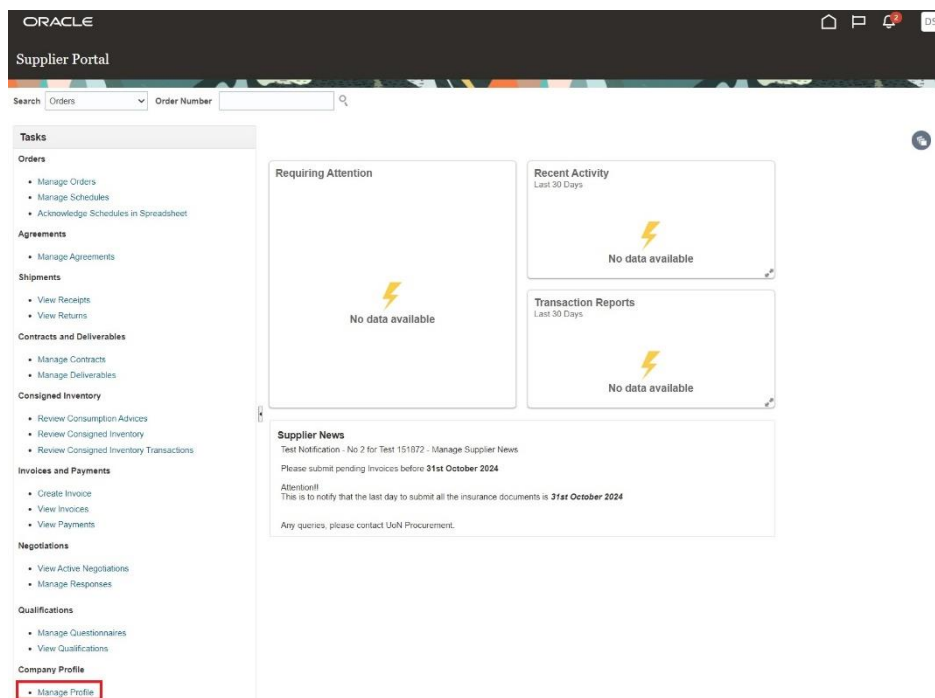 ORACLE
2
DS
Supplier Portal
Search Orders Order Number
Tasks
Orders
Manage Orders
Manage Schedules
Acknowledge Schedules in Spreadsheet
Agreements
Manage Agreements
Shipments
View Receipts
View Returns
Contracts and Deliverables
Manage Contracts
Manage Deliverables
Consigned Inventory
Review Consumption Advices
Review Consigned Inventory
Review Consigned Inventory Transactions
Invoices and Payments
Create Invoice
View Invoices
View Payments
Negotiations
View Active Negotiations
Manage Responses
Qualifications
Manage Questionnaires
View Qualifications
Company Profile
Manage Profile
Requiring Attention
No data available
Recent Activity
Last 30 Days
No data available
Transaction Reports
Last 30 Days
No data available
Supplier News
Test Notification - No 2 for Test 151872 - Manage Supplier News
Please submit pending Invoices before 31st October 2024
Attention!!
This is to notify that the last day to submit all the insurance documents is 31st October 2024
Any queries, please contact UoN Procurement.